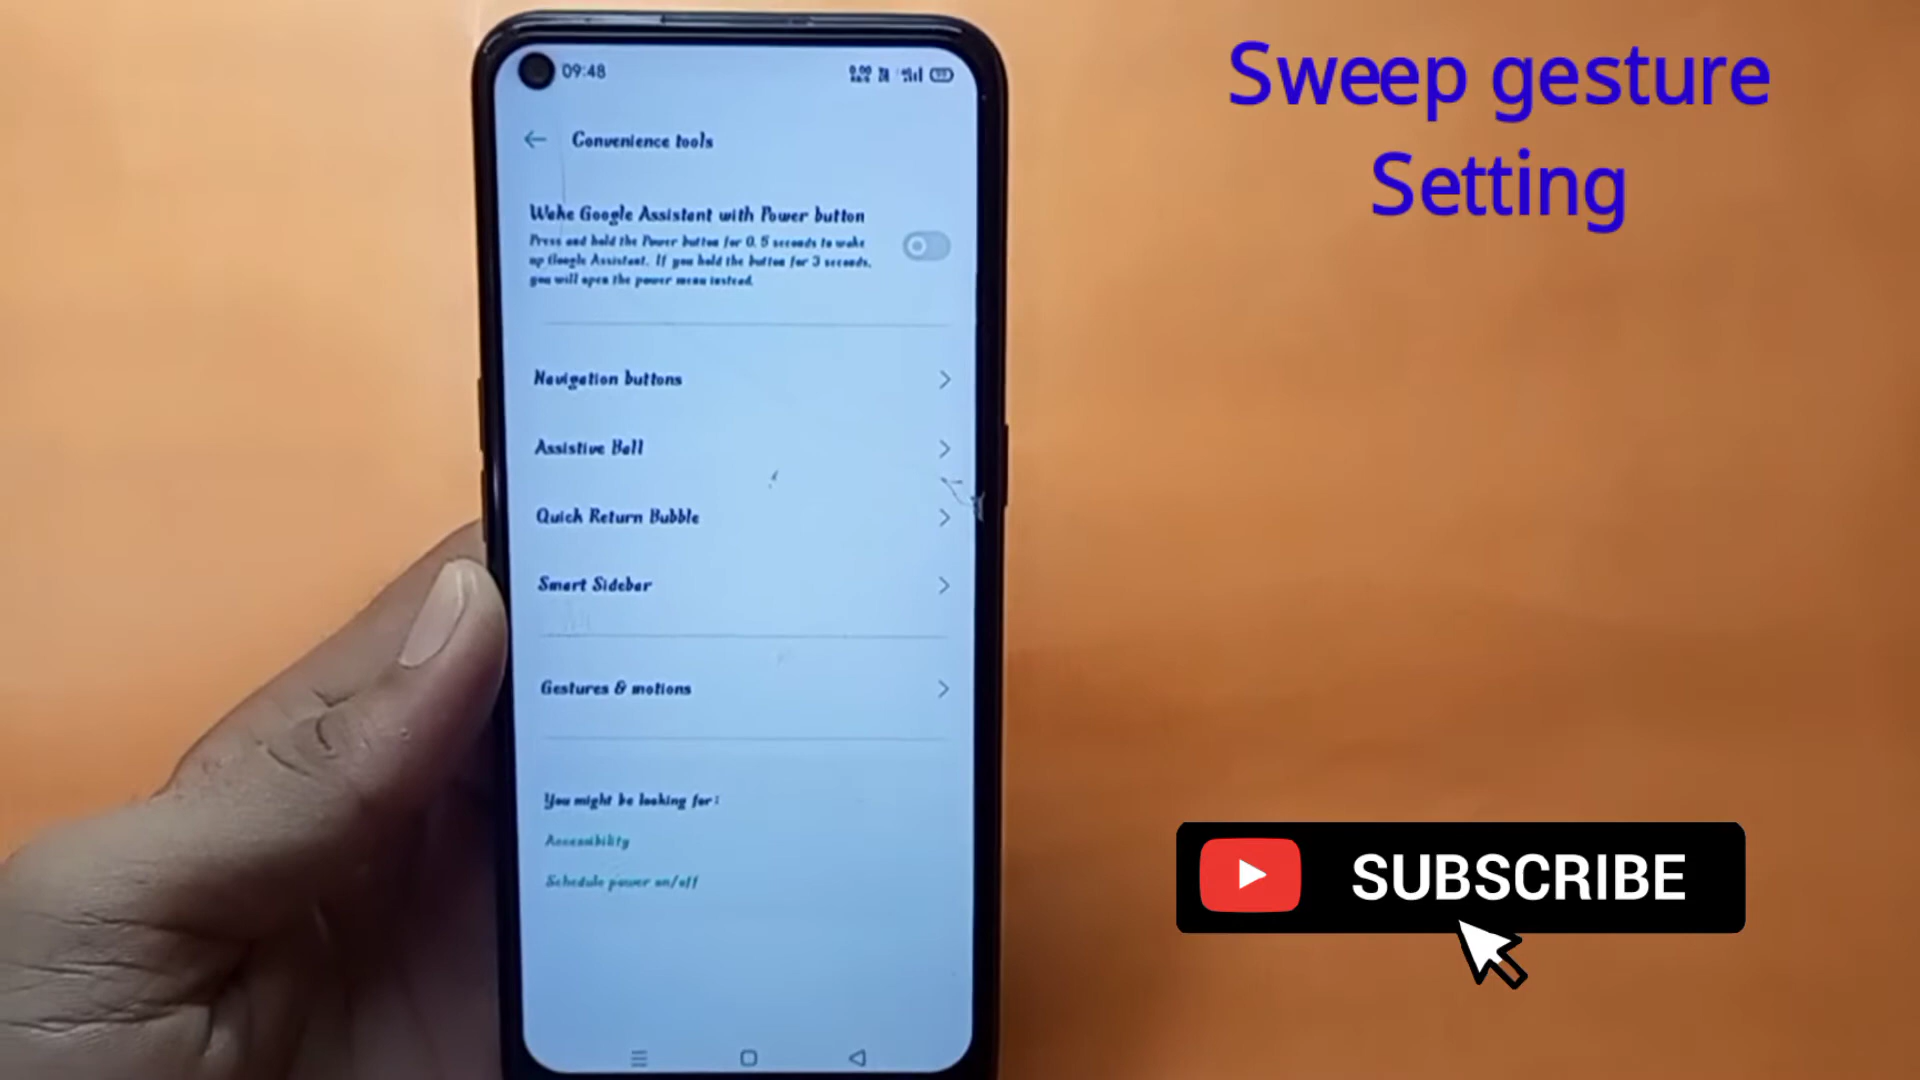 Sweep gesture
Setting
09:48
Convenience tools
Wake Google Assistant with Power button
Press and hold the Power button for 0.5 seconds to wake
up Google Assistant. If you hold the button for 3 seconds,
you will open the power menu instead.
Navigation buttons
Assistive Ball
Quick Return Bubble
Smart Sidebar
Gestures & motions
You might be looking for:
Accessibility
Schedule power on/off
SUBSCRIBE